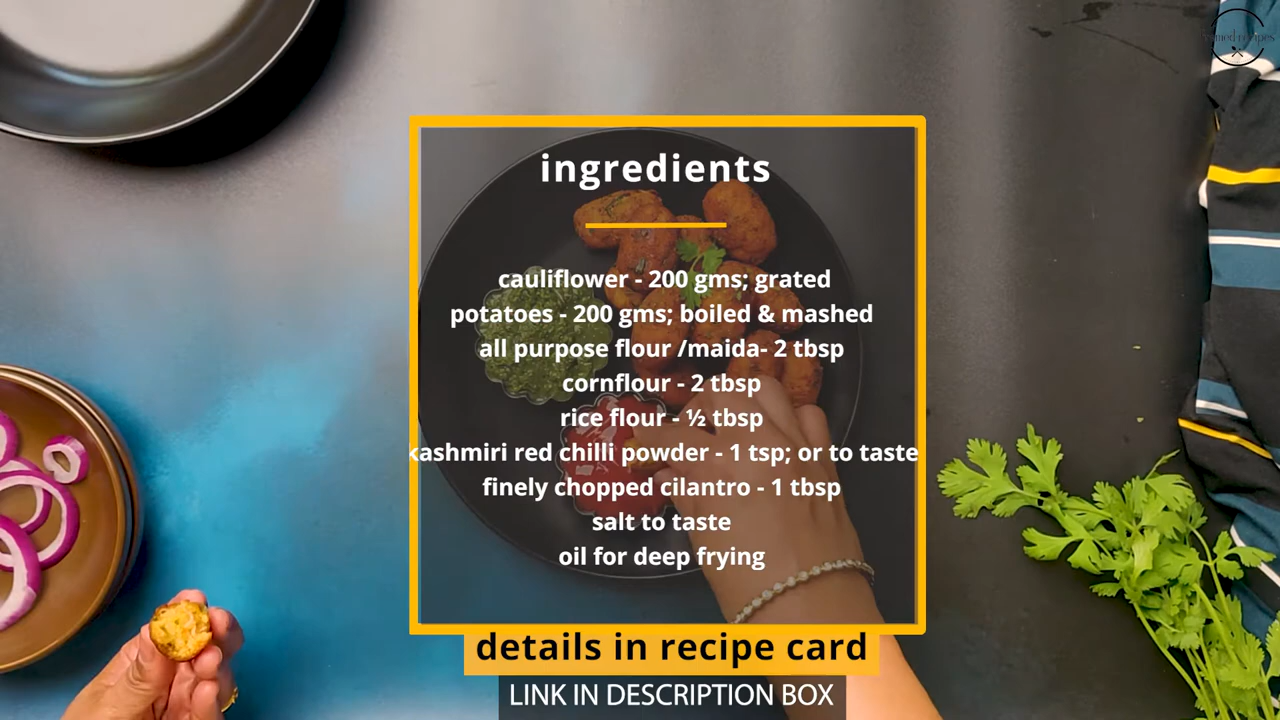 ingredients
cauliflower - 200 gms; grated
potatoes - 200 gms; boiled & mashed
all purpose flour /maida- 2 tbsp
cornflour - 2 tbsp
rice flour - ½ tbsp
kashmiri red chilli powder - 1 tsp; or to taste
finely chopped cilantro - 1 tbsp
salt to taste
oil for deep frying
details in recipe card
LINK IN DESCRIPTION BOX